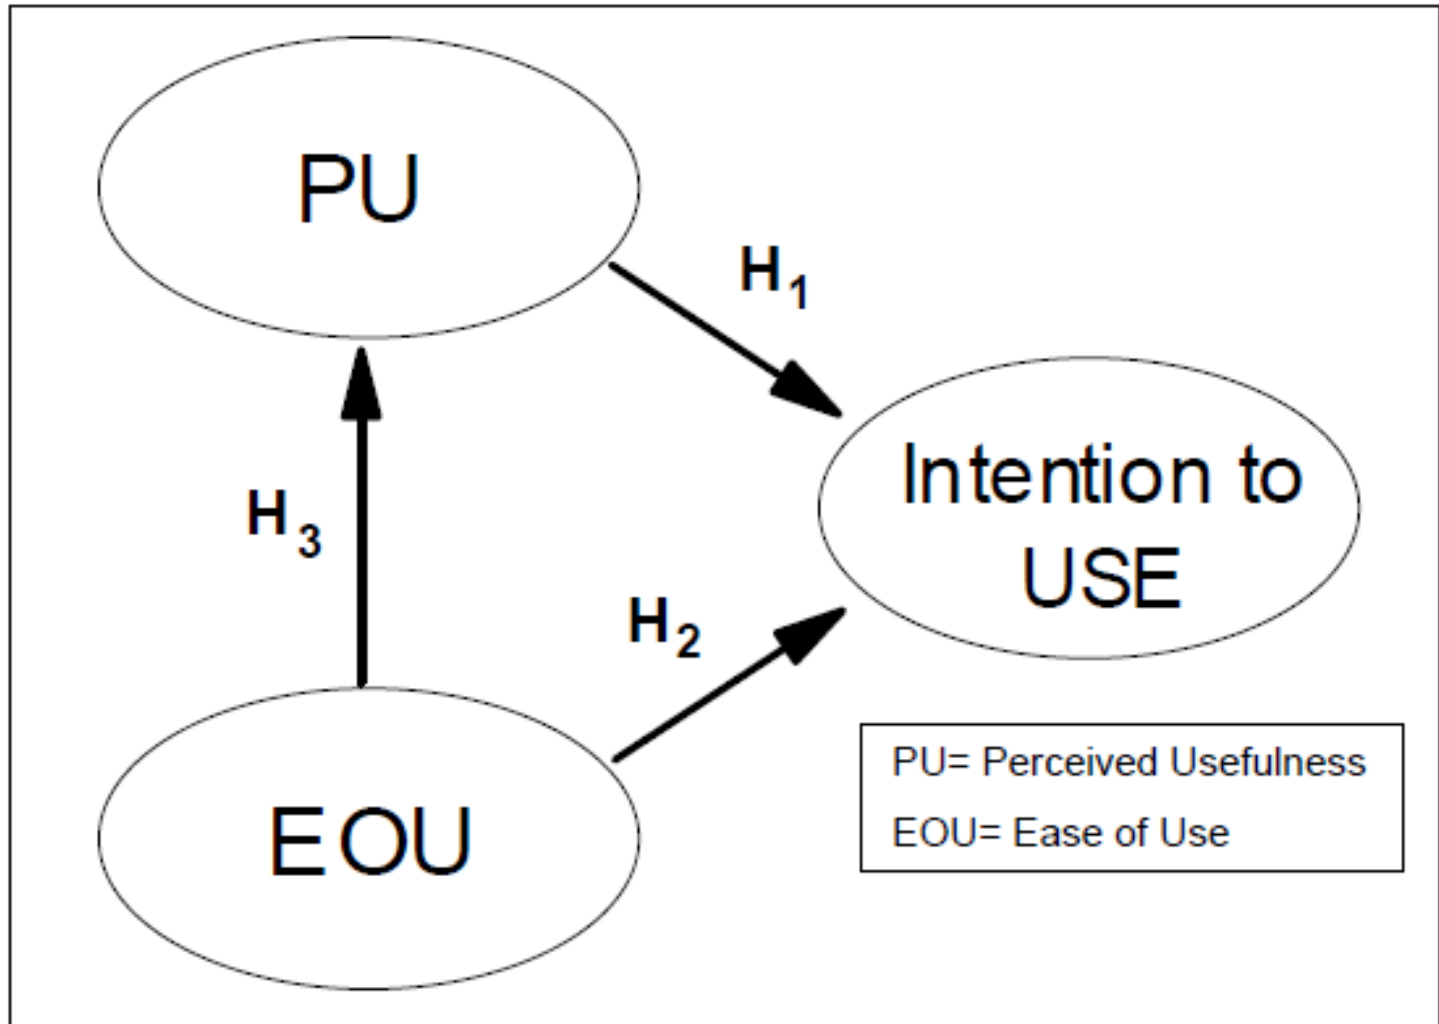 PU
H1
Intention to
USE
H3
H2
EOU
PU= Perceived Usefulness
EOU= Ease of Use